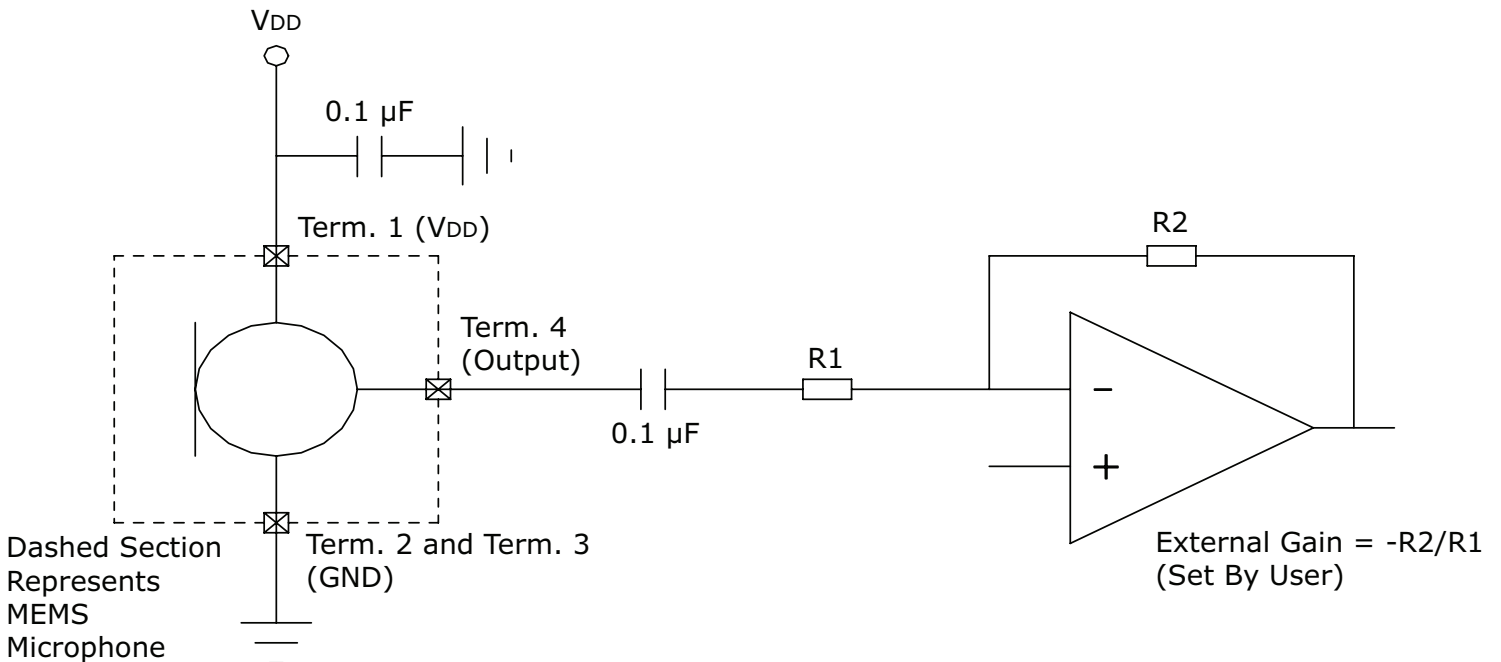 VDD
0.1 µF
Term. 1 (VDD)
R2
Term. 4
(Output)
R1
−
0.1 µF
+
Dashed Section
Represents
MEMS
Microphone
Term. 2 and Term. 3
(GND)
External Gain = -R2/R1
(Set By User)